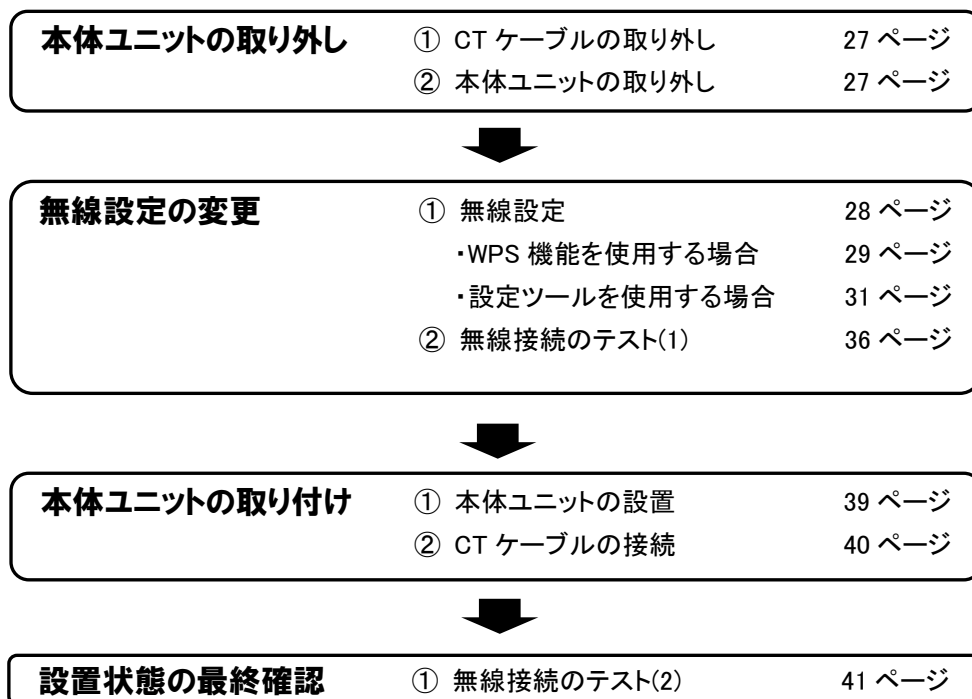 本体ユニットの取り外し ① CT ケーブルの取り外し 27 ページ
② 本体ユニットの取り外し 27 ページ
無線設定の変更 ① 無線設定 28 ページ
・WPS 機能を使用する場合 29 ページ
・設定ツールを使用する場合 31 ページ
② 無線接続のテスト(1) 36 ページ
本体ユニットの取り付け ① 本体ユニットの設置 39 ページ
② CT ケーブルの接続 40 ページ
設置状態の最終確認 ① 無線接続のテスト(2) 41 ページ